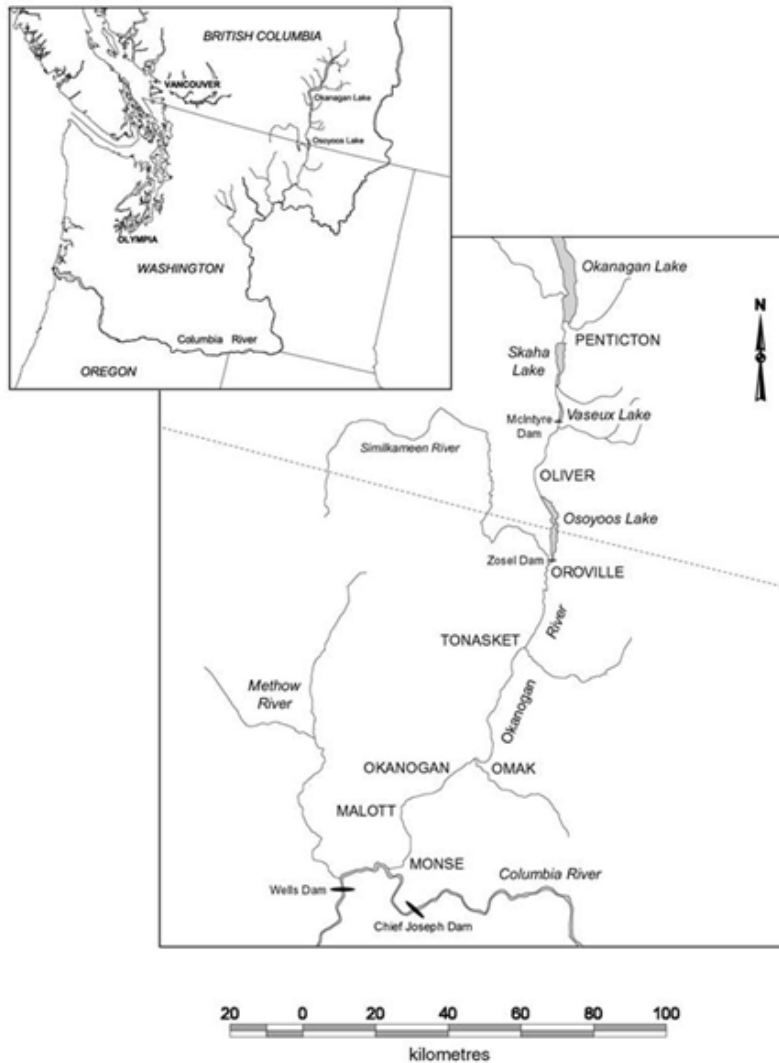 BRITISH COLUMBIA
VANCOUVER
Okanagan Lake
Osoyoos Lake
OLYMPIA
WASHINGTON
Columbia River
OREGON
Okanagan Lake
N
PENTICTON
Skaha
Lake
McIntyre
Dam
Vaseux Lake
Similkameen River
OLIVER
Osoyoos Lake
Zosel Dam
OROVILLE
TONASKET
River
Okanogan
Methow
River
OKANOGAN
OMAK
MALOTT
MONSE
Columbia River
Wells Dam
Chief Joseph Dam
20 0 20 40 60 80 100
kilometres